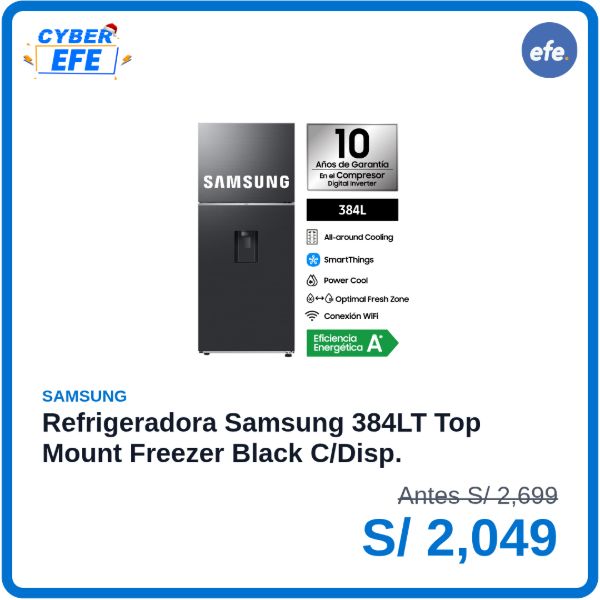 CYBER
EFE
efe.
SAMSUNG
10
Años de Garantía
En el Compresor
Digital Inverter
384L
All-around Cooling
SmartThings
Power Cool
Optimal Fresh Zone
Conexión WiFi
Eficiencia
Energética A+
SAMSUNG
Refrigeradora Samsung 384LT Top
Mount Freezer Black C/Disp.
Antes S/ 2,699
S/ 2,049